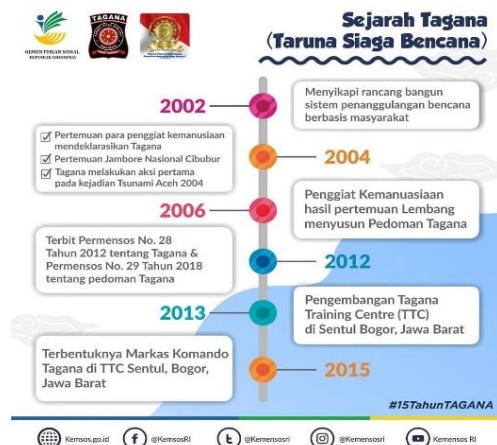 KEMENTERIAN SOSIAL
REPUBLIK INDONESIA
TAGANA
Sejarah Tagana
(Taruna Siaga Bencana)
2002
Menyikapi rancang bangun
sistem penanggulangan bencana
berbasis masyarakat
Pertemuan para penggiat kemanusiaan
mendeklarasikan Tagana
Pertemuan Jambore Nasional Cibubur
Tagana melakukan aksi pertama
pada kejadian Tsunami Aceh 2004
2004
2006
Penggiat Kemanuasiaan
hasil pertemuan Lembang
menyusun Pedoman Tagana
Terbit Permensos No. 28
Tahun 2012 tentang Tagana &
Permensos No. 29 Tahun 2018
tentang pedoman Tagana
2012
2013
Pengembangan Tagana
Training Centre (TTC)
di Sentul Bogor, Jawa Barat
Terbentuknya Markas Komando
Tagana di TTC Sentul, Bogor,
Jawa Barat
2015
#15TahunTAGANA
Kemsos.go.id
@KemsosRI
@Kemensosri
@Kemensosri
Kemensos RI